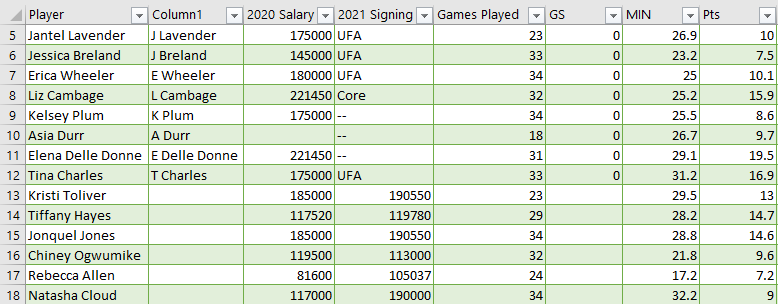 Player Column1 2020 Salary 2021 Signing Games Played GS MIN Pts
5 Jantel Lavender J Lavender 175000 UFA 23 0 26.9 10
6 Jessica Breland J Breland 145000 UFA 33 0 23.2 7.5
7 Erica Wheeler E Wheeler 180000 UFA 34 0 25 10.1
8 Liz Cambage L Cambage 221450 Core 32 0 25.2 15.9
9 Kelsey Plum K Plum 175000 -- 34 0 25.5 8.6
10 Asia Durr A Durr -- 18 0 26.7 9.7
11 Elena Delle Donne E Delle Donne 221450 -- 31 0 29.1 19.5
12 Tina Charles T Charles 175000 UFA 33 0 31.2 16.9
13 Kristi Toliver 185000 190550 23 29.5 13
14 Tiffany Hayes 117520 119780 29 28.2 14.7
15 Jonquel Jones 185000 190550 34 28.8 14.6
16 Chiney Ogwumike 119500 113000 32 21.8 9.6
17 Rebecca Allen 81600 105037 24 17.2 7.2
18 Natasha Cloud 117000 190000 34 32.2 9